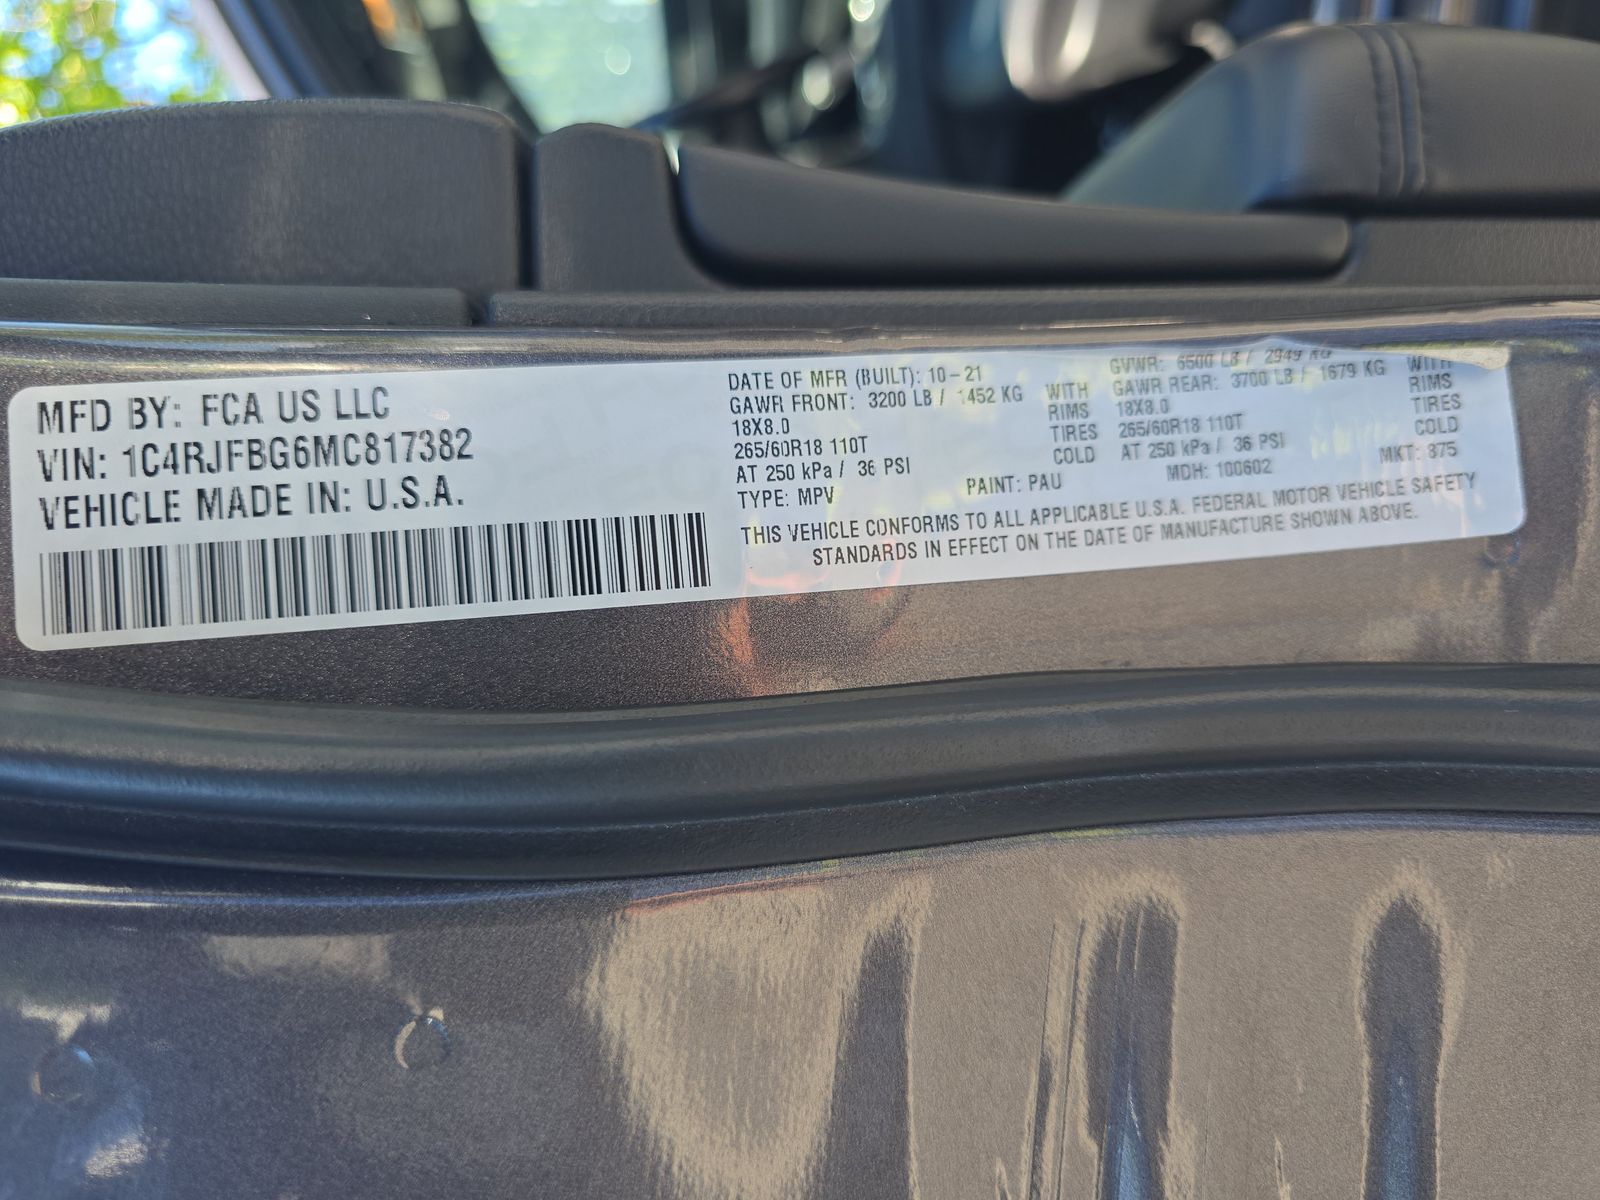 MFD BY: FCA US LLC
VIN: 1C4RJFBG6MC817382
VEHICLE MADE IN: U.S.A.
DATE OF MFR (BUILT): 10-21
GAWR FRONT: 3200 LB / 1452 KG WITH
18X8.0 RIMS
265/60R18 110T TIRES
AT 250 kPa / 36 PSI COLD
TYPE: MPV
GVWR: 6500 LB / 2949 KG
GAWR REAR: 3700 LB / 1679 KG WITH
18X8.0 RIMS
265/60R18 110T TIRES
AT 250 kPa / 36 PSI COLD
PAINT: PAU MDH: 100602 MKT: 875
THIS VEHICLE CONFORMS TO ALL APPLICABLE U.S.A. FEDERAL MOTOR VEHICLE SAFETY
STANDARDS IN EFFECT ON THE DATE OF MANUFACTURE SHOWN ABOVE.